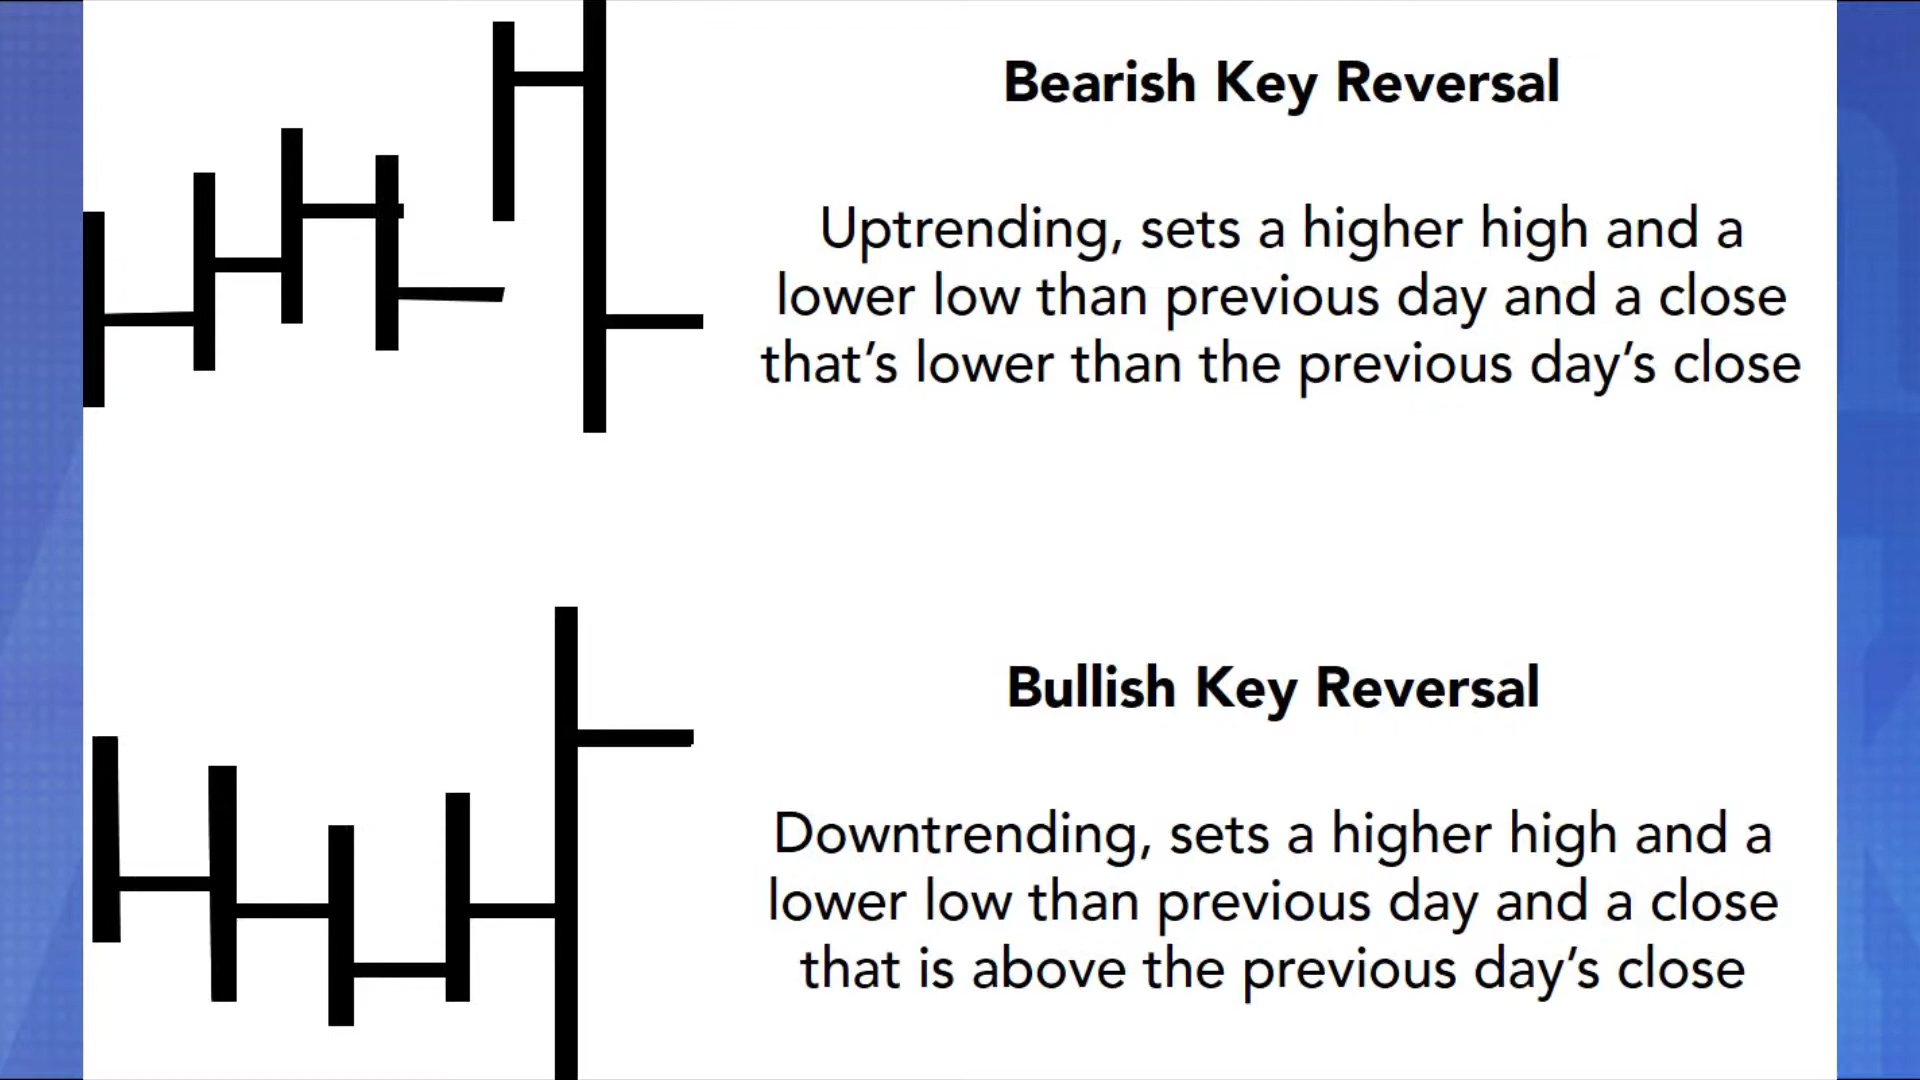 Bearish Key Reversal
Uptrending, sets a higher high and a
lower low than previous day and a close
that’s lower than the previous day’s close
Bullish Key Reversal
Downtrending, sets a higher high and a
lower low than previous day and a close
that is above the previous day’s close